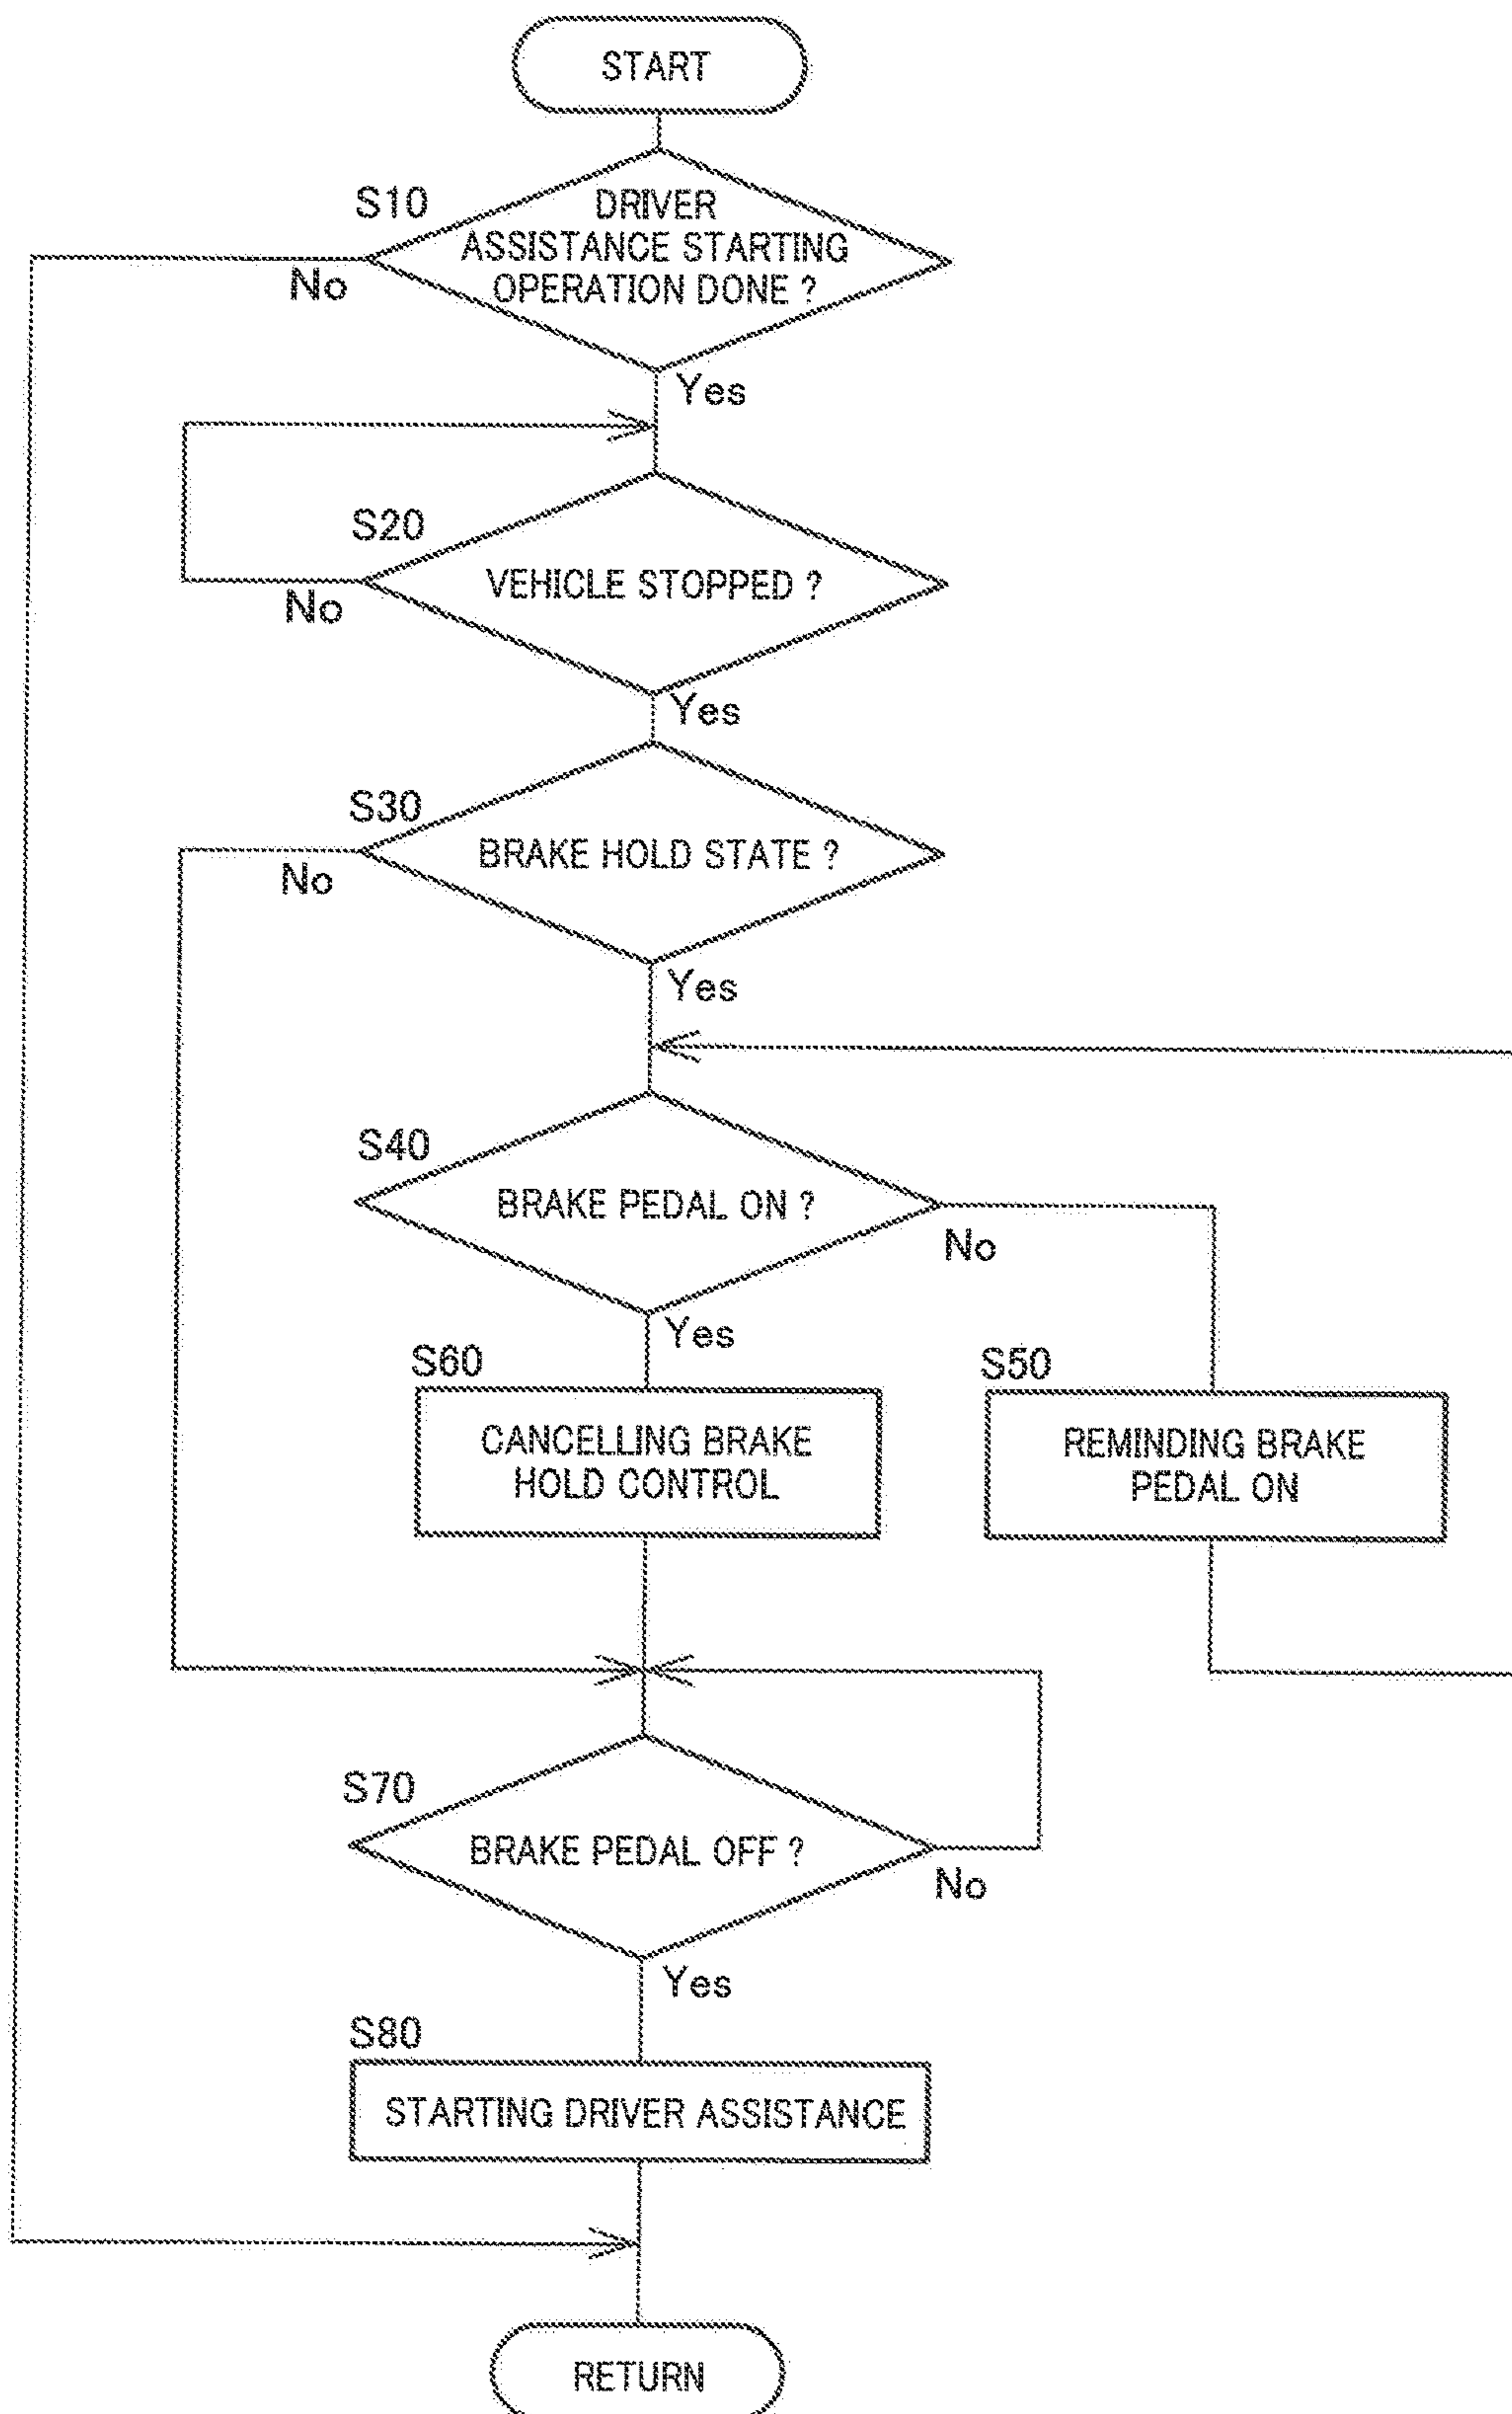 START
S10
DRIVER
ASSISTANCE STARTING
OPERATION DONE ?
No
Yes
S20
VEHICLE STOPPED ?
No
Yes
S30
BRAKE HOLD STATE ?
No
Yes
S40
BRAKE PEDAL ON ?
No
Yes
S60
CANCELLING BRAKE
HOLD CONTROL
S50
REMINDING BRAKE
PEDAL ON
S70
BRAKE PEDAL OFF ?
No
Yes
S80
STARTING DRIVER ASSISTANCE
RETURN